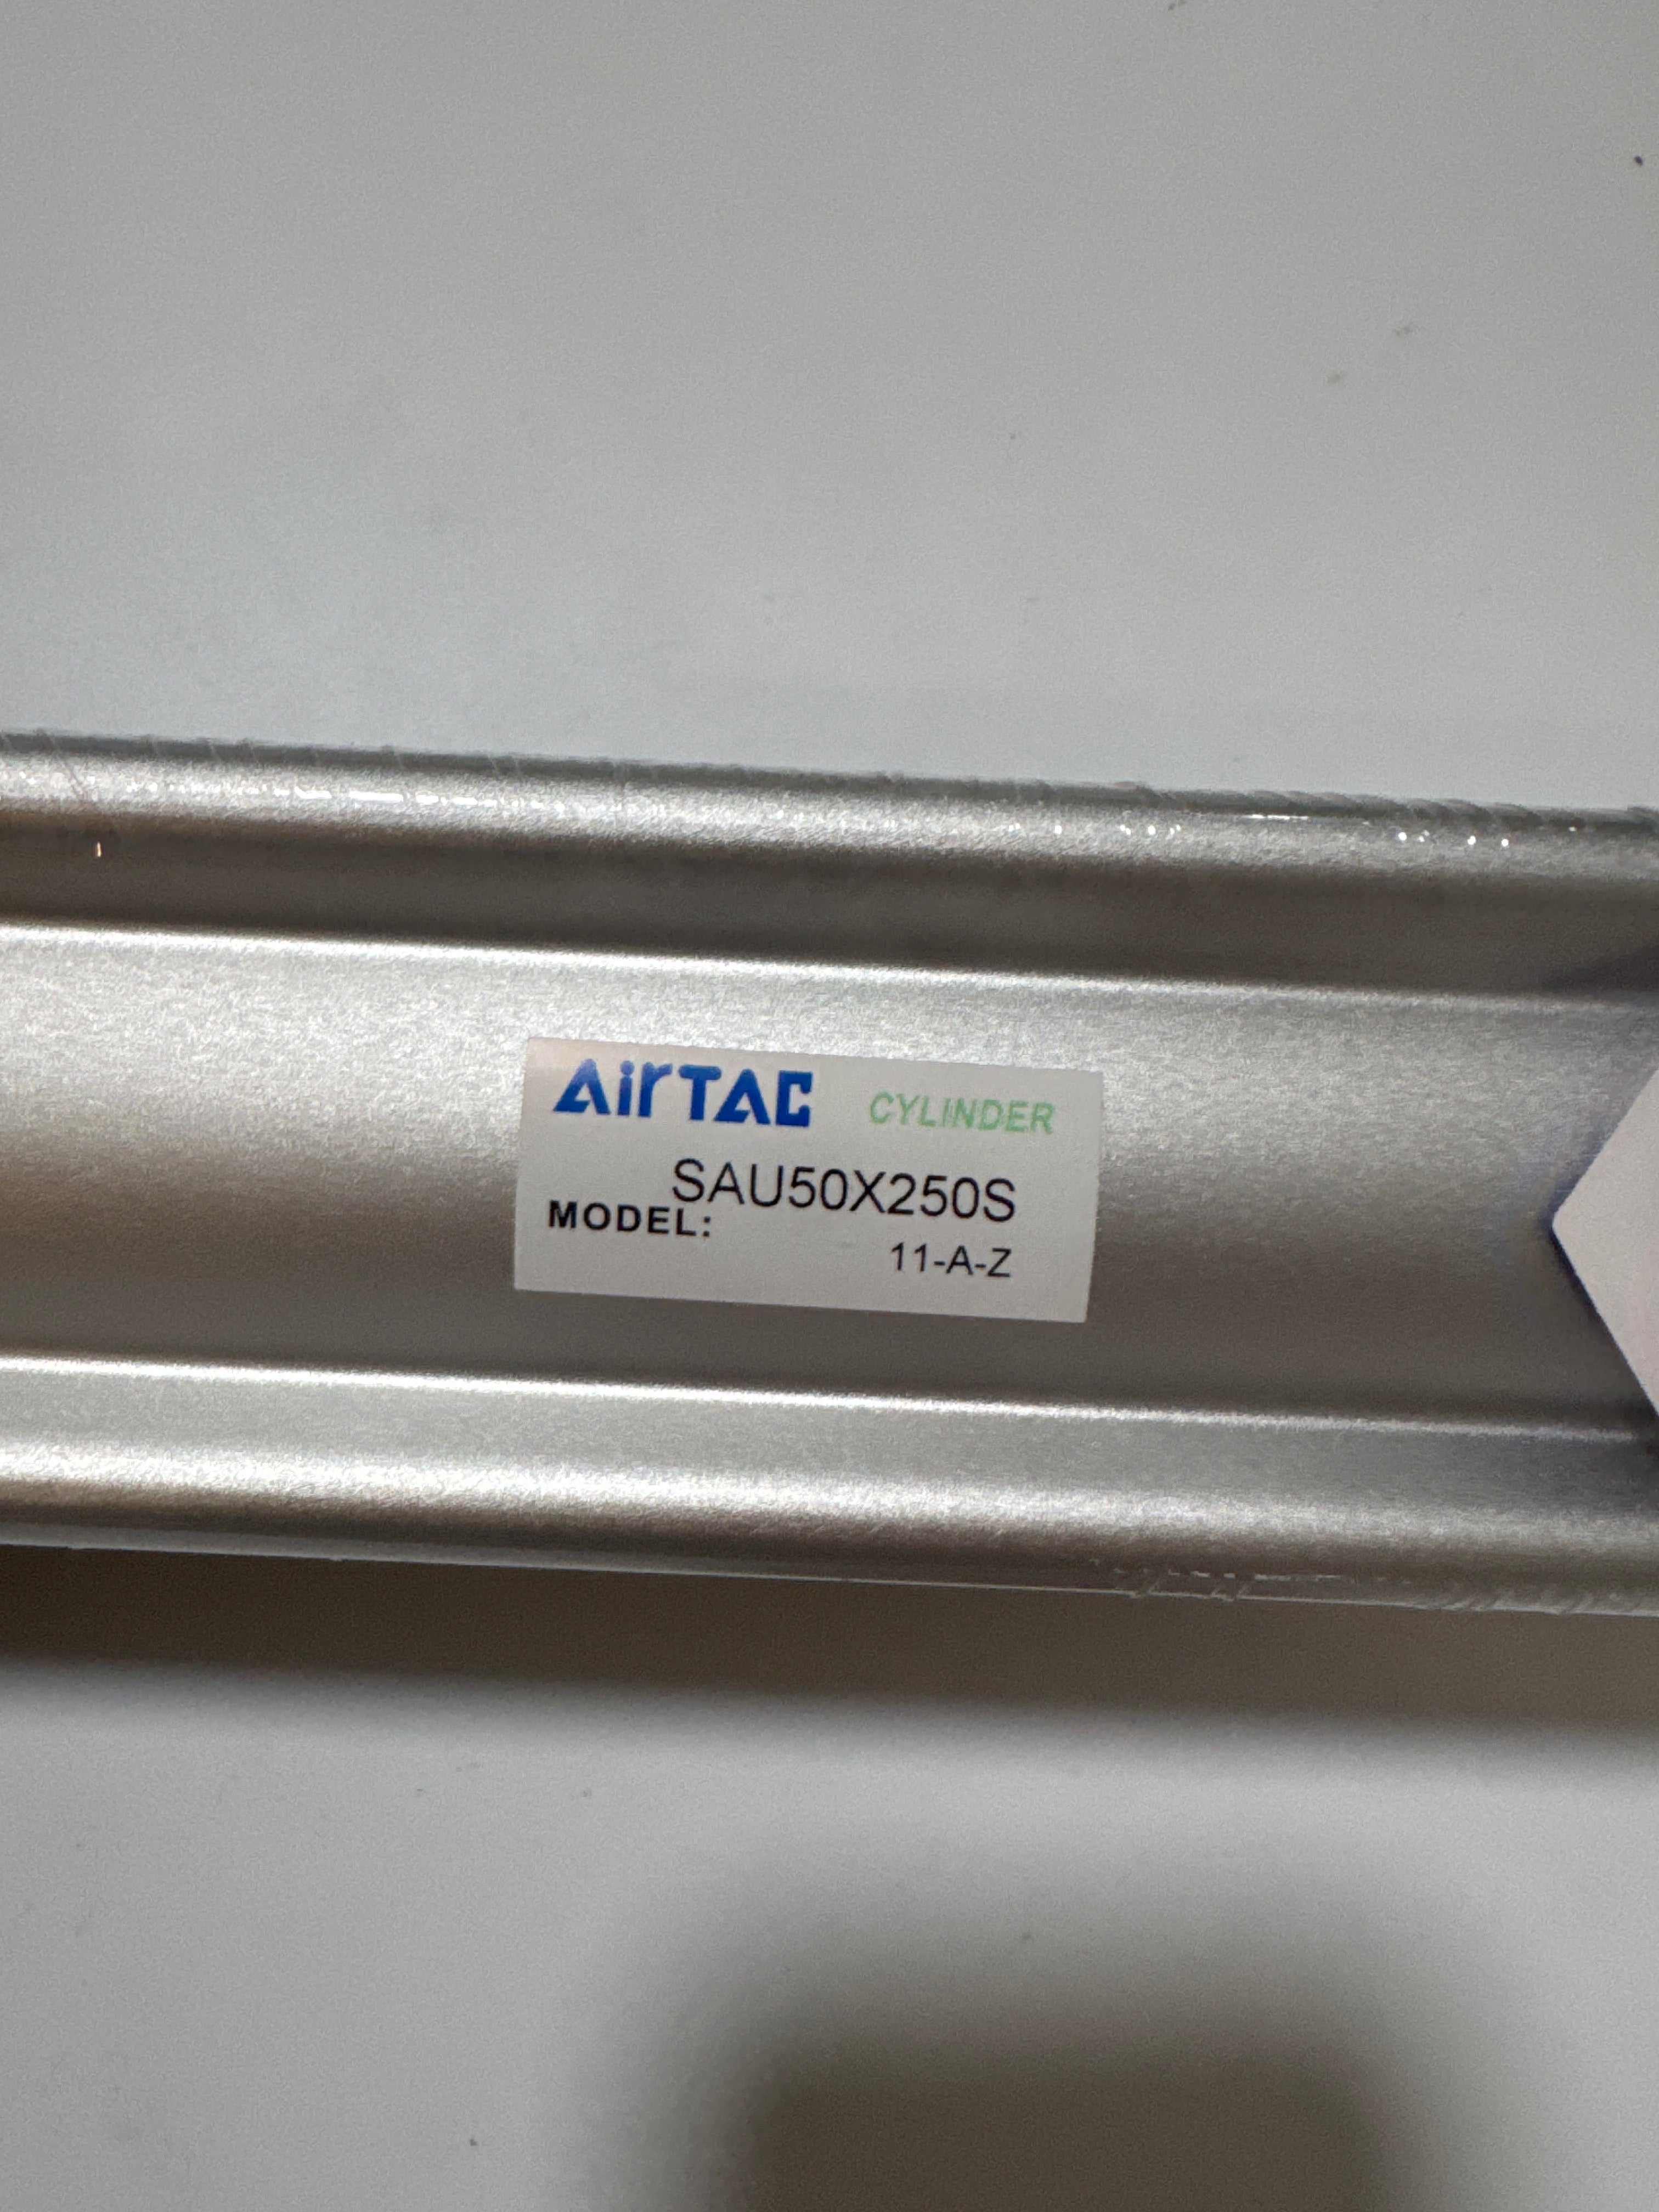 AirTAC CYLINDER
SAU50X250S
MODEL:
11-A-Z